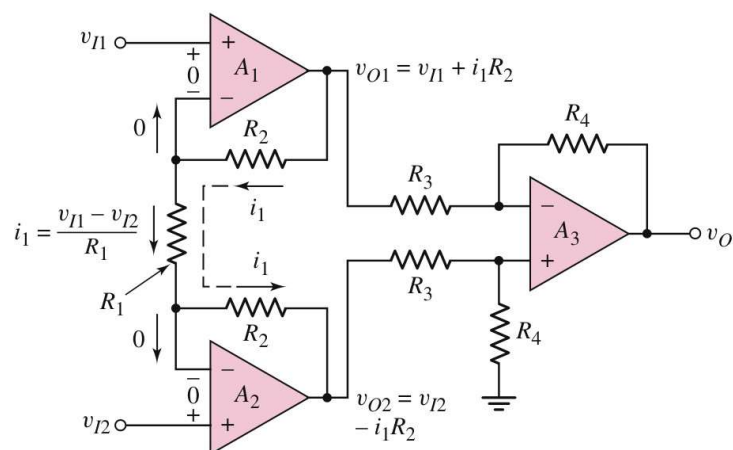 v_{I1}
+
0
−
+
A_1
−
v_{O1} = v_{I1} + i_1R_2
0
R_2
R_4
R_3
i_1 = \frac{v_{I1} − v_{I2}}{R_1}
i_1
−
A_3
+
v_O
i_1
R_1
R_3
R_2
R_4
0
−
0
+
−
A_2
+
v_{O2} = v_{I2}
− i_1R_2
v_{I2}